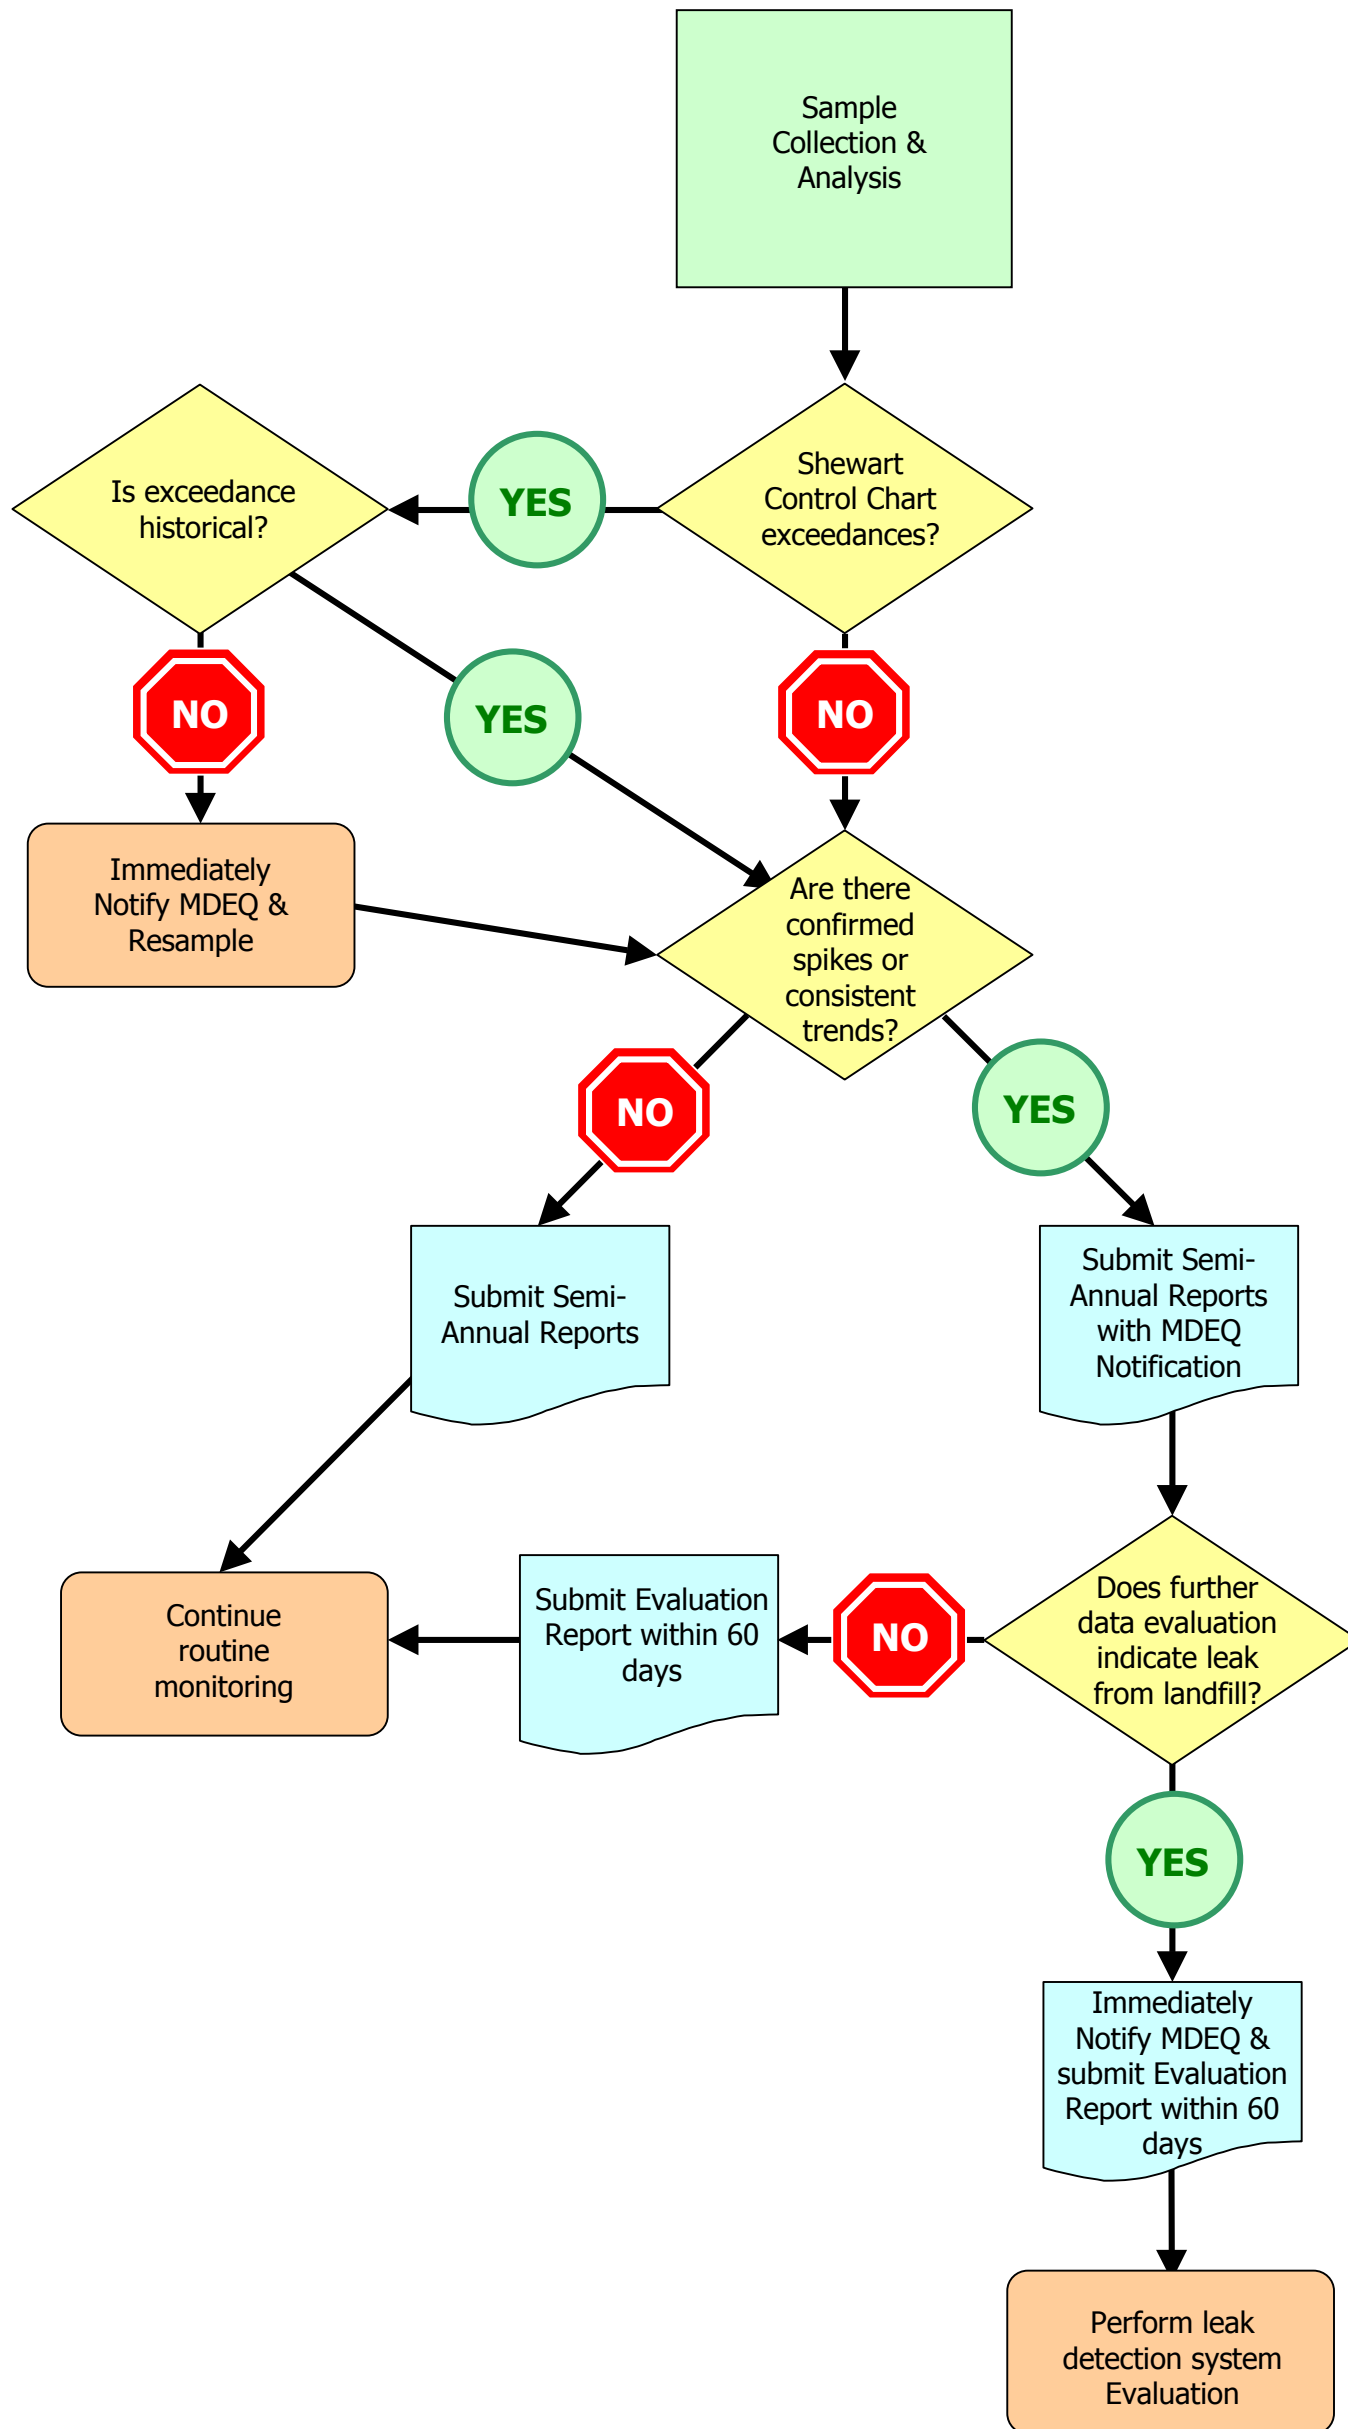 Sample
Collection &
Analysis
Shewart
Control Chart
exceedances?
YES
Is exceedance
historical?
NO
YES
NO
Immediately
Notify MDEQ &
Resample
Are there
confirmed
spikes or
consistent
trends?
NO
YES
Submit Semi-
Annual Reports
Submit Semi-
Annual Reports
with MDEQ
Notification
Does further
data evaluation
indicate leak
from landfill?
NO
Submit Evaluation
Report within 60
days
Continue
routine
monitoring
YES
Immediately
Notify MDEQ &
submit Evaluation
Report within 60
days
Perform leak
detection system
Evaluation